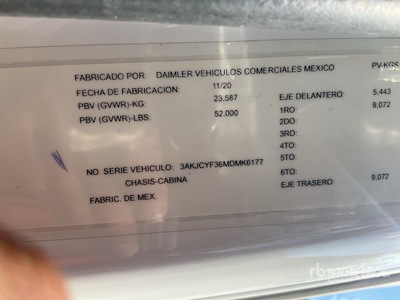 FABRICADO POR: DAIMLER VEHICULOS COMERCIALES MEXICO PV-KGS
FECHA DE FABRICACION: 11/20 EJE DELANTERO: 5,443
PBV (GVWR)-KG: 23,587 1RO: 9,072
PBV (GVWR)-LBS: 52.000 2DO:
3RO:
4TO:
5TO:
NO. SERIE VEHICULO: 3AKJCYF36MDMK6177 6TO:
CHASIS-CABINA EJE TRASERO: 9,072
FABRIC. DE MEX.